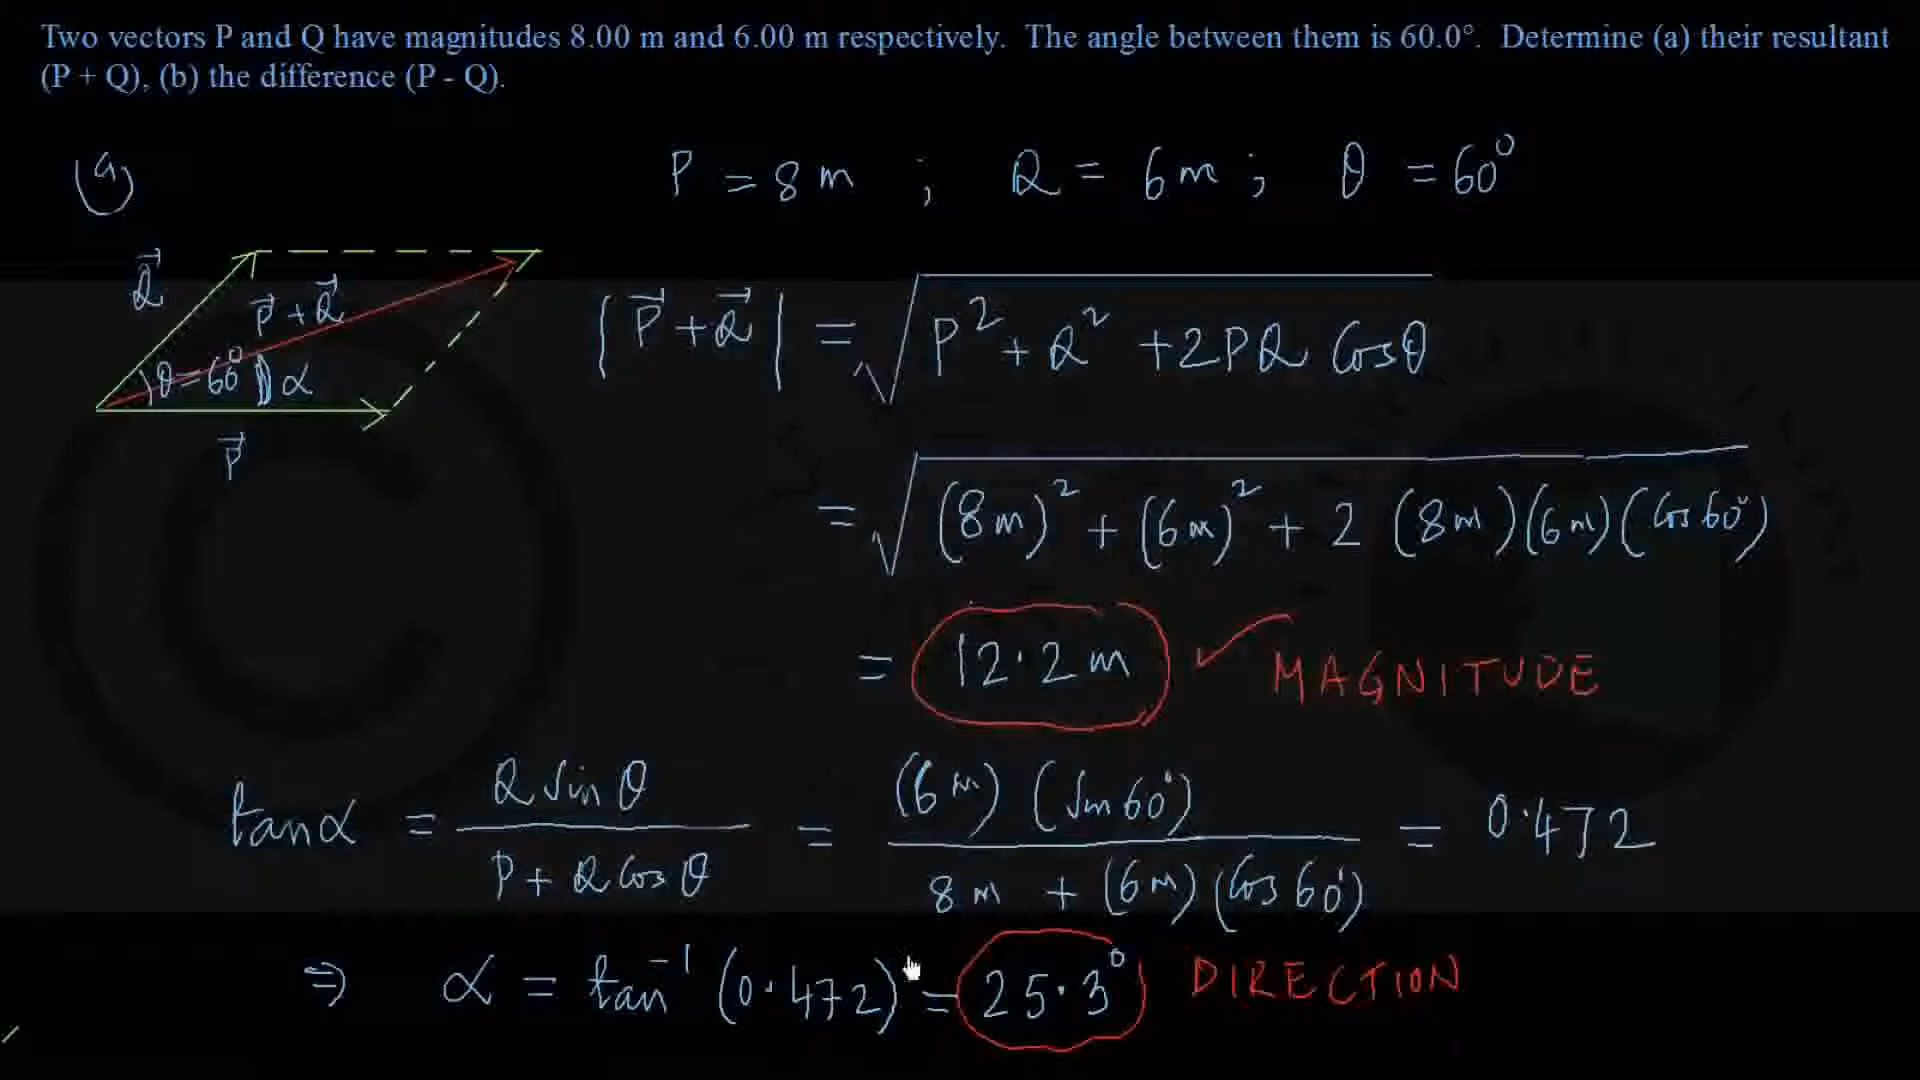 Two vectors P and Q have magnitudes 8.00 m and 6.00 m respectively. The angle between them is 60.0°. Determine (a) their resultant
(P + Q), (b) the difference (P - Q).
(a)
P = 8 m ; Q = 6 m ; θ = 60°
Q⃗
P⃗ + Q⃗
θ = 60° α
P⃗
|P⃗ + Q⃗| = √(P² + Q² + 2PQ Cosθ)
= √((8m)² + (6m)² + 2 (8m)(6m)(Cos 60°))
= 12.2 m ✓ MAGNITUDE
tan α = Q Sin θ / P + Q Cos θ = (6m) (Sin 60°) / 8m + (6m) (Cos 60°) = 0.472
⇒ α = tan⁻¹ (0.472) = 25.3° DIRECTION